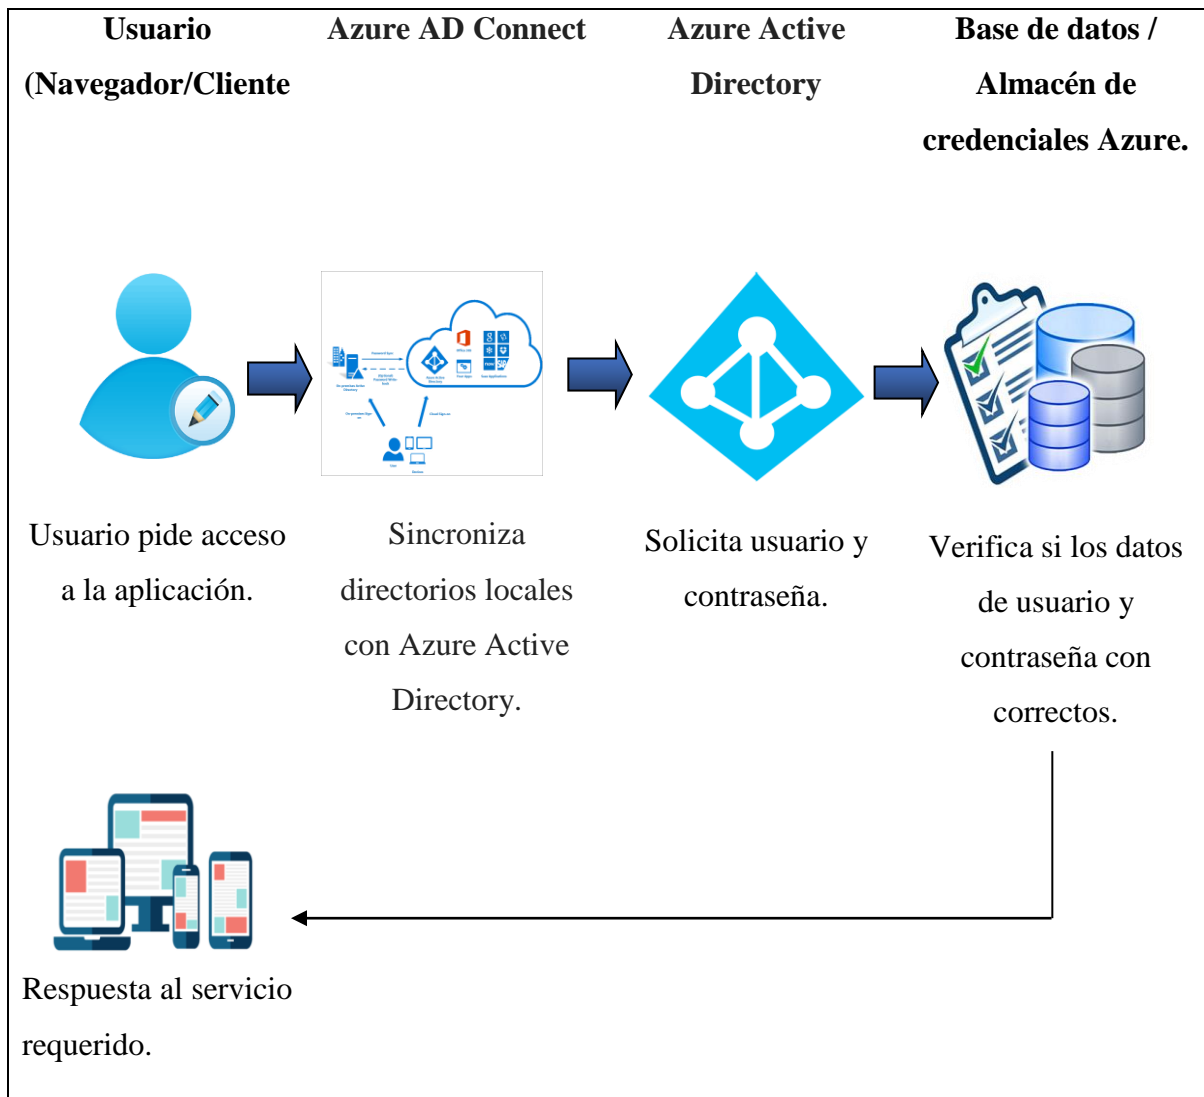 Usuario
(Navegador/Cliente
Azure AD Connect
Azure Active
Directory
Base de datos /
Almacén de
credenciales Azure.
Usuario pide acceso
a la aplicación.
Sincroniza
directorios locales
con Azure Active
Directory.
Solicita usuario y
contraseña.
Verifica si los datos
de usuario y
contraseña con
correctos.
Respuesta al servicio
requerido.